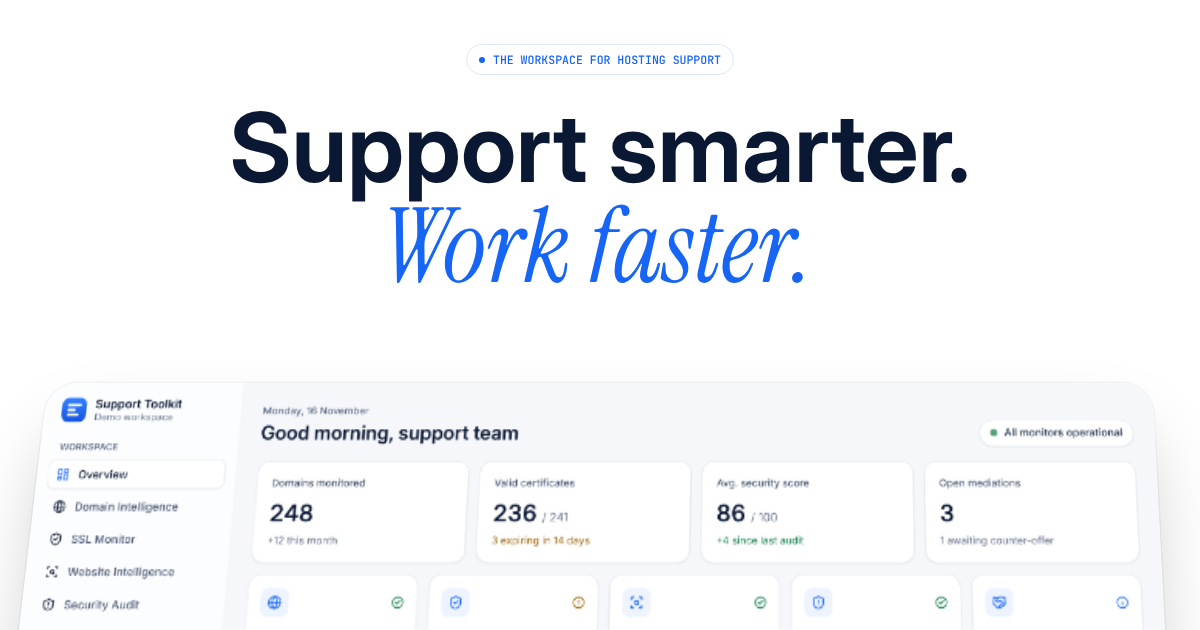 THE WORKSPACE FOR HOSTING SUPPORT
Support smarter.
Work faster.
Support Toolkit
Demo workspace
WORKSPACE
Overview
Domain Intelligence
SSL Monitor
Website Intelligence
Security Audit
Monday, 16 November
Good morning, support team
All monitors operational
Domains monitored
248
+12 this month
Valid certificates
236 / 241
3 expiring in 14 days
Avg. security score
86 / 100
+4 since last audit
Open mediations
3
1 awaiting counter-offer